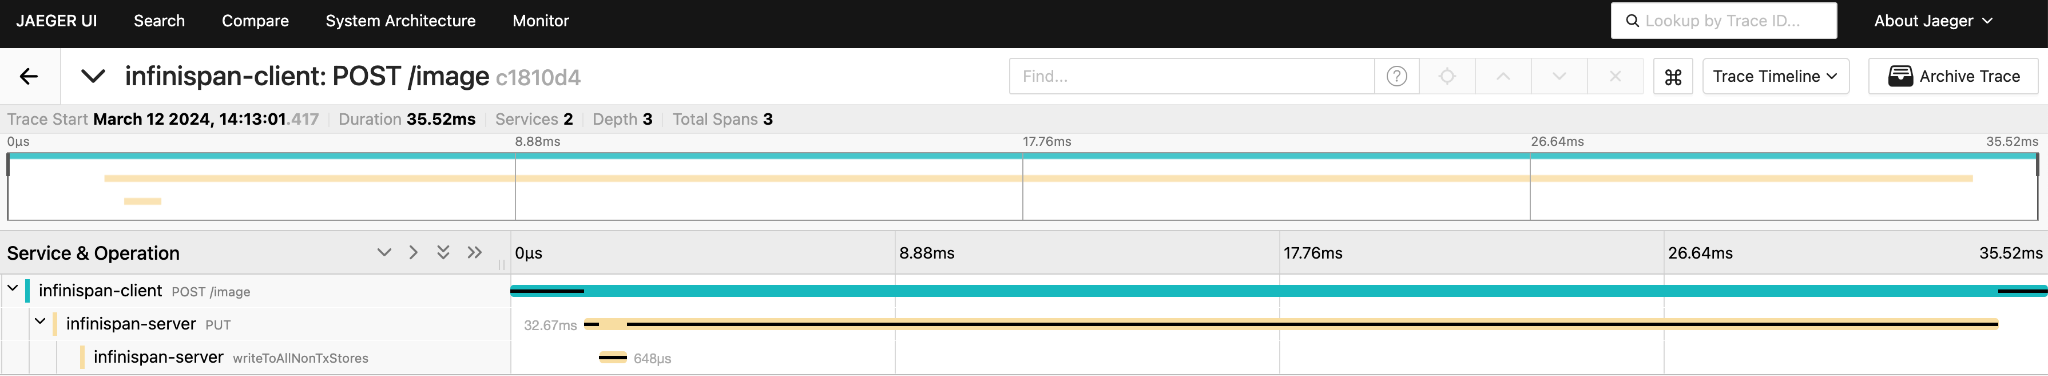 JAEGER UI Search Compare System Architecture Monitor Lookup by Trace ID... About Jaeger
infinispan-client: POST /image c1810d4 Find... ? ⌘ Trace Timeline Archive Trace
Trace Start March 12 2024, 14:13:01.417 Duration 35.52ms Services 2 Depth 3 Total Spans 3
0μs 8.88ms 17.76ms 26.64ms 35.52ms
Service & Operation 0μs 8.88ms 17.76ms 26.64ms 35.52ms
infinispan-client POST /image
infinispan-server PUT 32.67ms
infinispan-server writeToAllNonTxStores 648μs